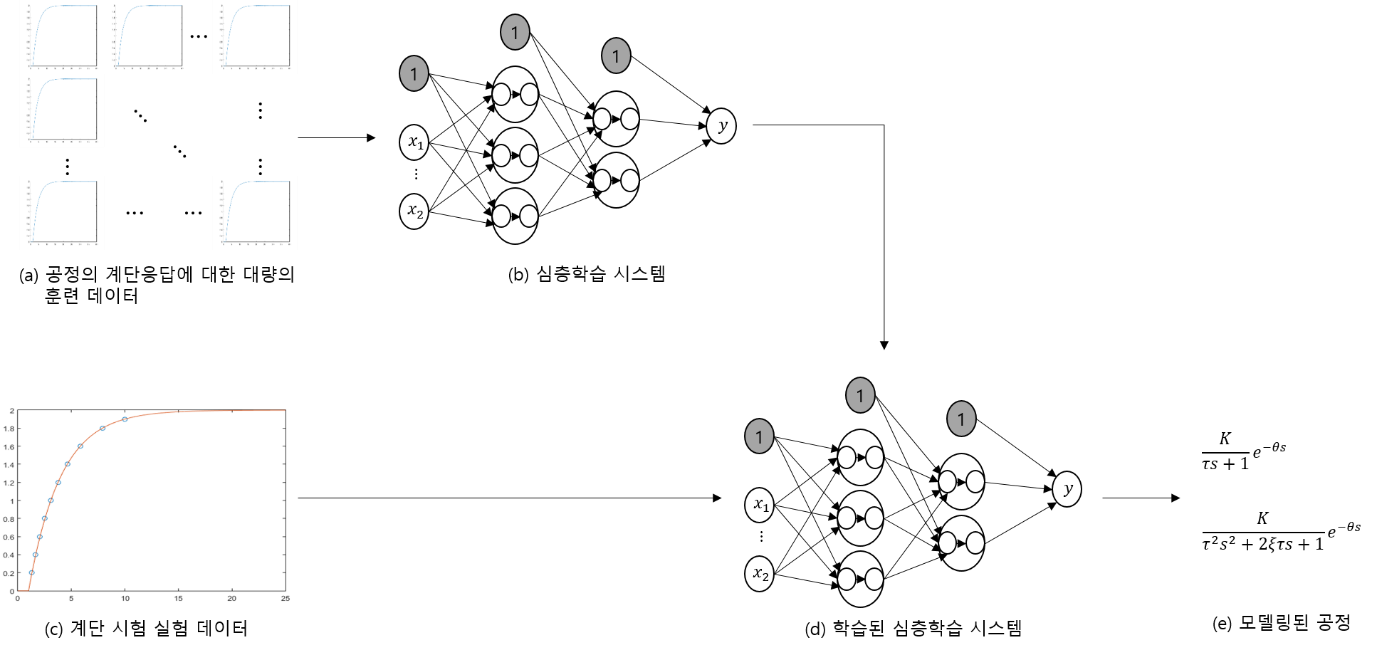 1
1
1
x1
x2
y
(a) 공정의 계단응답에 대한 대량의
훈련 데이터
(b) 심층학습 시스템
2
1.8
1.6
1.4
1.2
1
0.8
0.6
0.4
0.2
0
0 5 10 15 20 25
(c) 계단 시험 실험 데이터
1
1
1
x1
x2
y
(d) 학습된 심층학습 시스템
K
τs + 1 e^−θs
K
τ²s² + 2ξτs + 1 e^−θs
(e) 모델링된 공정